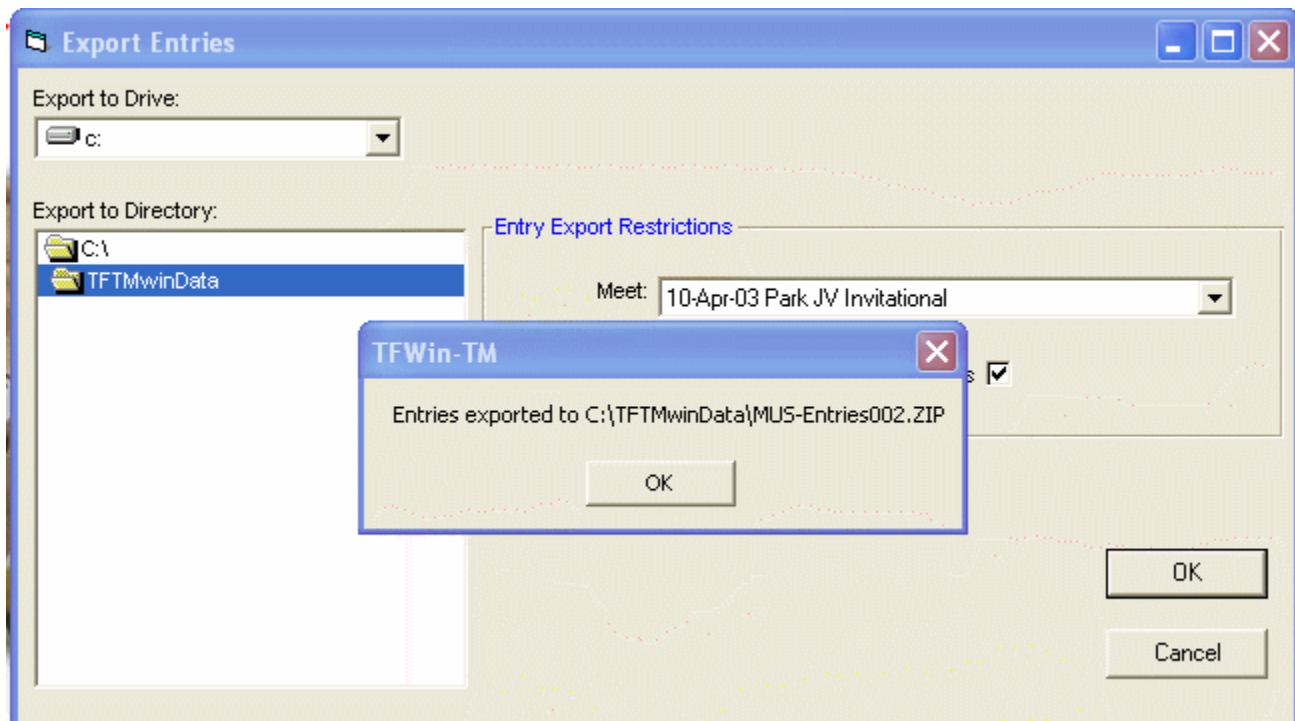 Export Entries
Export to Drive:
c:
Export to Directory:
C:\
TFTMwinData
Entry Export Restrictions
Meet:
10-Apr-03 Park JV Invitational
s
TFWin-TM
Entries exported to C:\TFTMwinData\MUS-Entries002.ZIP
OK
OK
Cancel